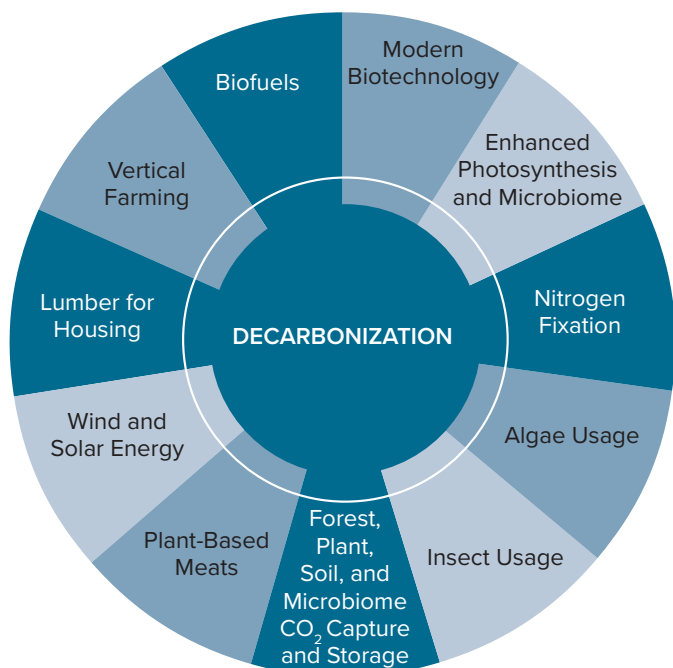 Modern
Biotechnology
Enhanced
Photosynthesis
and Microbiome
Nitrogen
Fixation
Algae Usage
Insect Usage
Forest,
Plant,
Soil, and
Microbiome
CO₂ Capture
and Storage
Plant-Based
Meats
Wind and
Solar Energy
Lumber for
Housing
Vertical
Farming
Biofuels
DECARBONIZATION